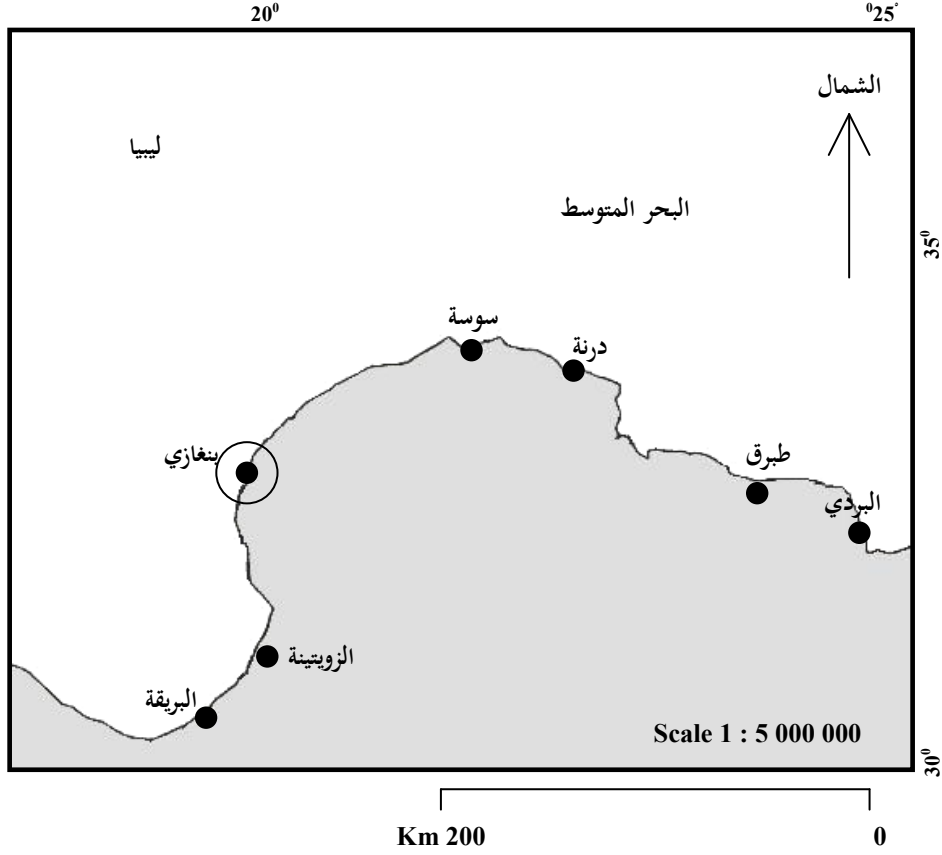 20⁰
⁰25˚
الشمال
ليبيا
البحر المتوسط
35⁰
سوسة
درنة
بنغازي
طبرق
البردي
الزويتينة
البريقة
Scale 1 : 5 000 000
30⁰
Km 200
0